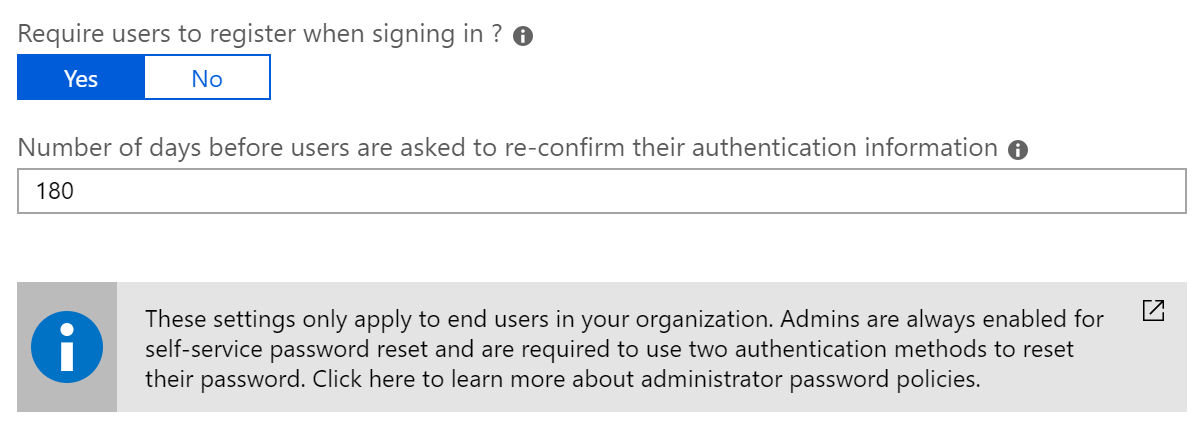 Require users to register when signing in ?
Yes No
Number of days before users are asked to re-confirm their authentication information
180
These settings only apply to end users in your organization. Admins are always enabled for
self-service password reset and are required to use two authentication methods to reset
their password. Click here to learn more about administrator password policies.